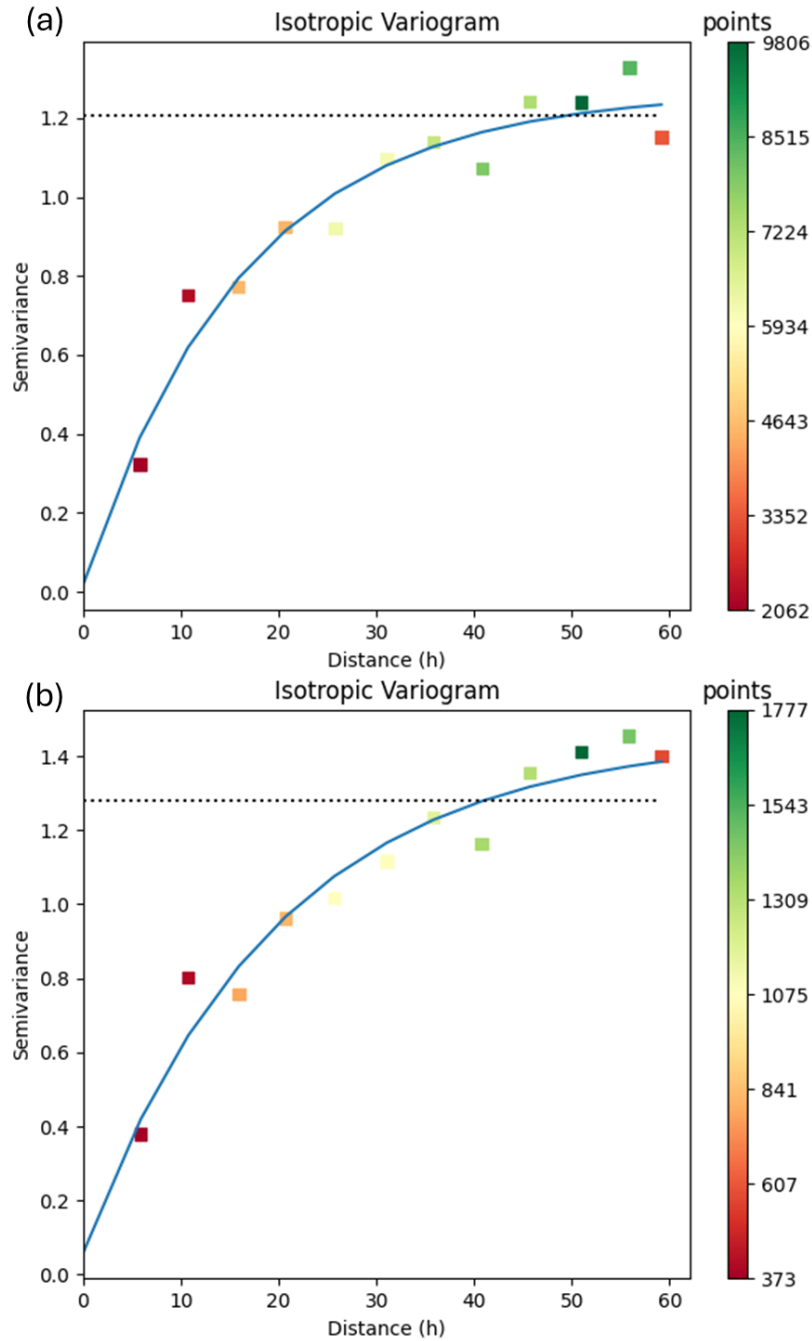 (a)
Isotropic Variogram
points
Semivariance
1.2
1.0
0.8
0.6
0.4
0.2
0.0
0 10 20 30 40 50 60
Distance (h)
9806
8515
7224
5934
4643
3352
2062
(b)
Isotropic Variogram
points
Semivariance
1.4
1.2
1.0
0.8
0.6
0.4
0.2
0.0
0 10 20 30 40 50 60
Distance (h)
1777
1543
1309
1075
841
607
373